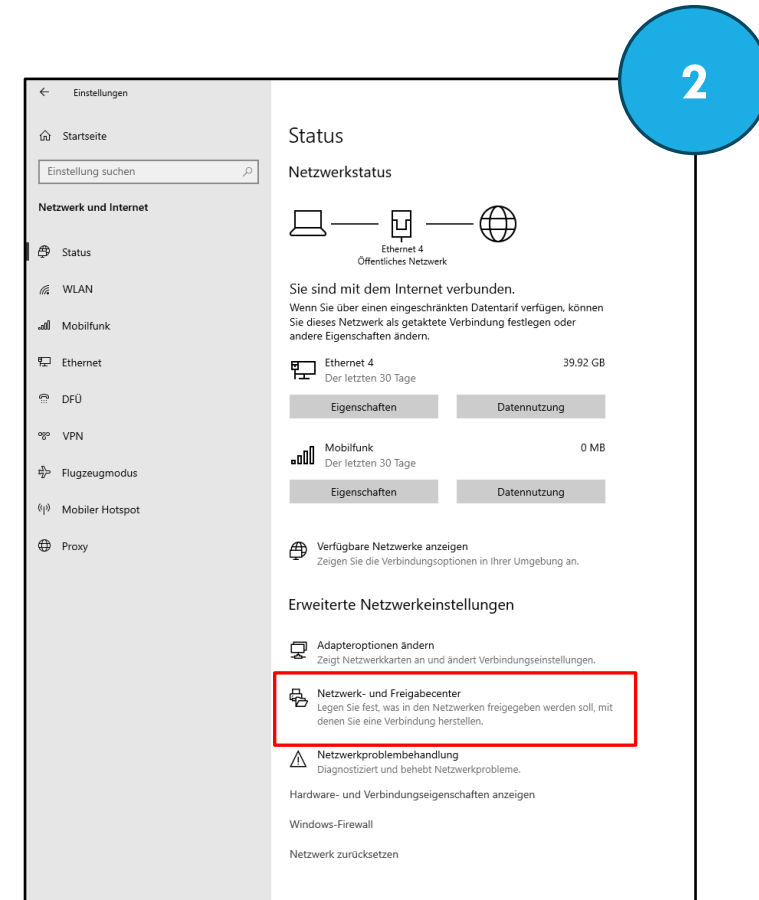 2
Einstellungen
Startseite
Einstellung suchen
Netzwerk und Internet
Status
WLAN
Mobilfunk
Ethernet
DFÜ
VPN
Flugzeugmodus
Mobiler Hotspot
Proxy
Status
Netzwerkstatus
Ethernet 4
Öffentliches Netzwerk
Sie sind mit dem Internet verbunden.
Wenn Sie über einen eingeschränkten Datentarif verfügen, können
Sie dieses Netzwerk als getaktete Verbindung festlegen oder
andere Eigenschaften ändern.
Ethernet 4 39.92 GB
Der letzten 30 Tage
Eigenschaften Datennutzung
Mobilfunk 0 MB
Der letzten 30 Tage
Eigenschaften Datennutzung
Verfügbare Netzwerke anzeigen
Zeigen Sie die Verbindungsoptionen in Ihrer Umgebung an.
Erweiterte Netzwerkeinstellungen
Adapteroptionen ändern
Zeigt Netzwerkkarten an und ändert Verbindungseinstellungen.
Netzwerk- und Freigabecenter
Legen Sie fest, was in den Netzwerken freigegeben werden soll, mit
denen Sie eine Verbindung herstellen.
Netzwerkproblembehandlung
Diagnostiziert und behebt Netzwerkprobleme.
Hardware- und Verbindungseigenschaften anzeigen
Windows-Firewall
Netzwerk zurücksetzen